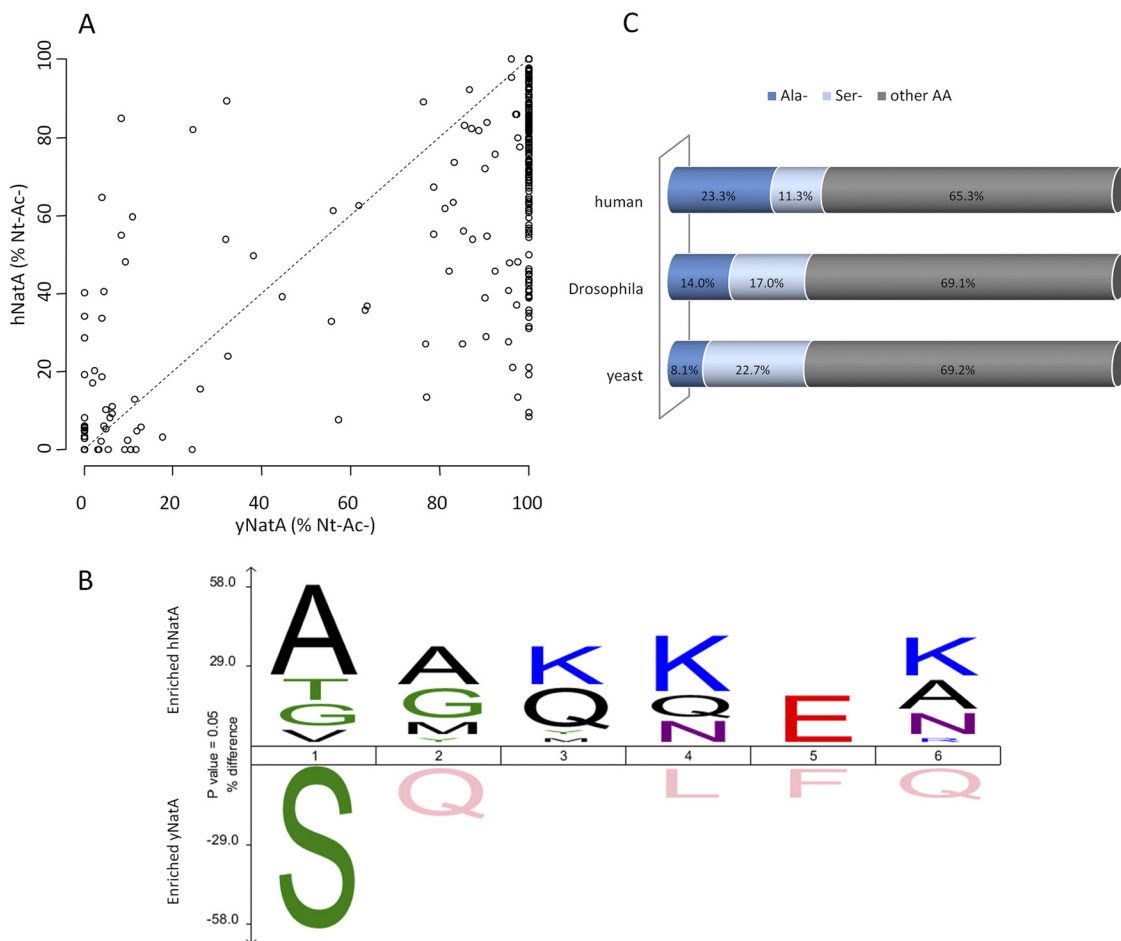 A
100
80
60
40
20
0
hNatA (% Nt-Ac-)
0 20 40 60 80 100
yNatA (% Nt-Ac-)
C
Ala- Ser- other AA
human 23.3% 11.3% 65.3%
Drosophila 14.0% 17.0% 69.1%
yeast 8.1% 22.7% 69.2%
B
Enriched hNatA
Enriched yNatA
P value = 0.05
% difference
58.0
29.0
-29.0
-58.0
A A K K K
T G Q Q E A
G M Y N N
V Y M R
1 2 3 4 5 6
S Q L F Q